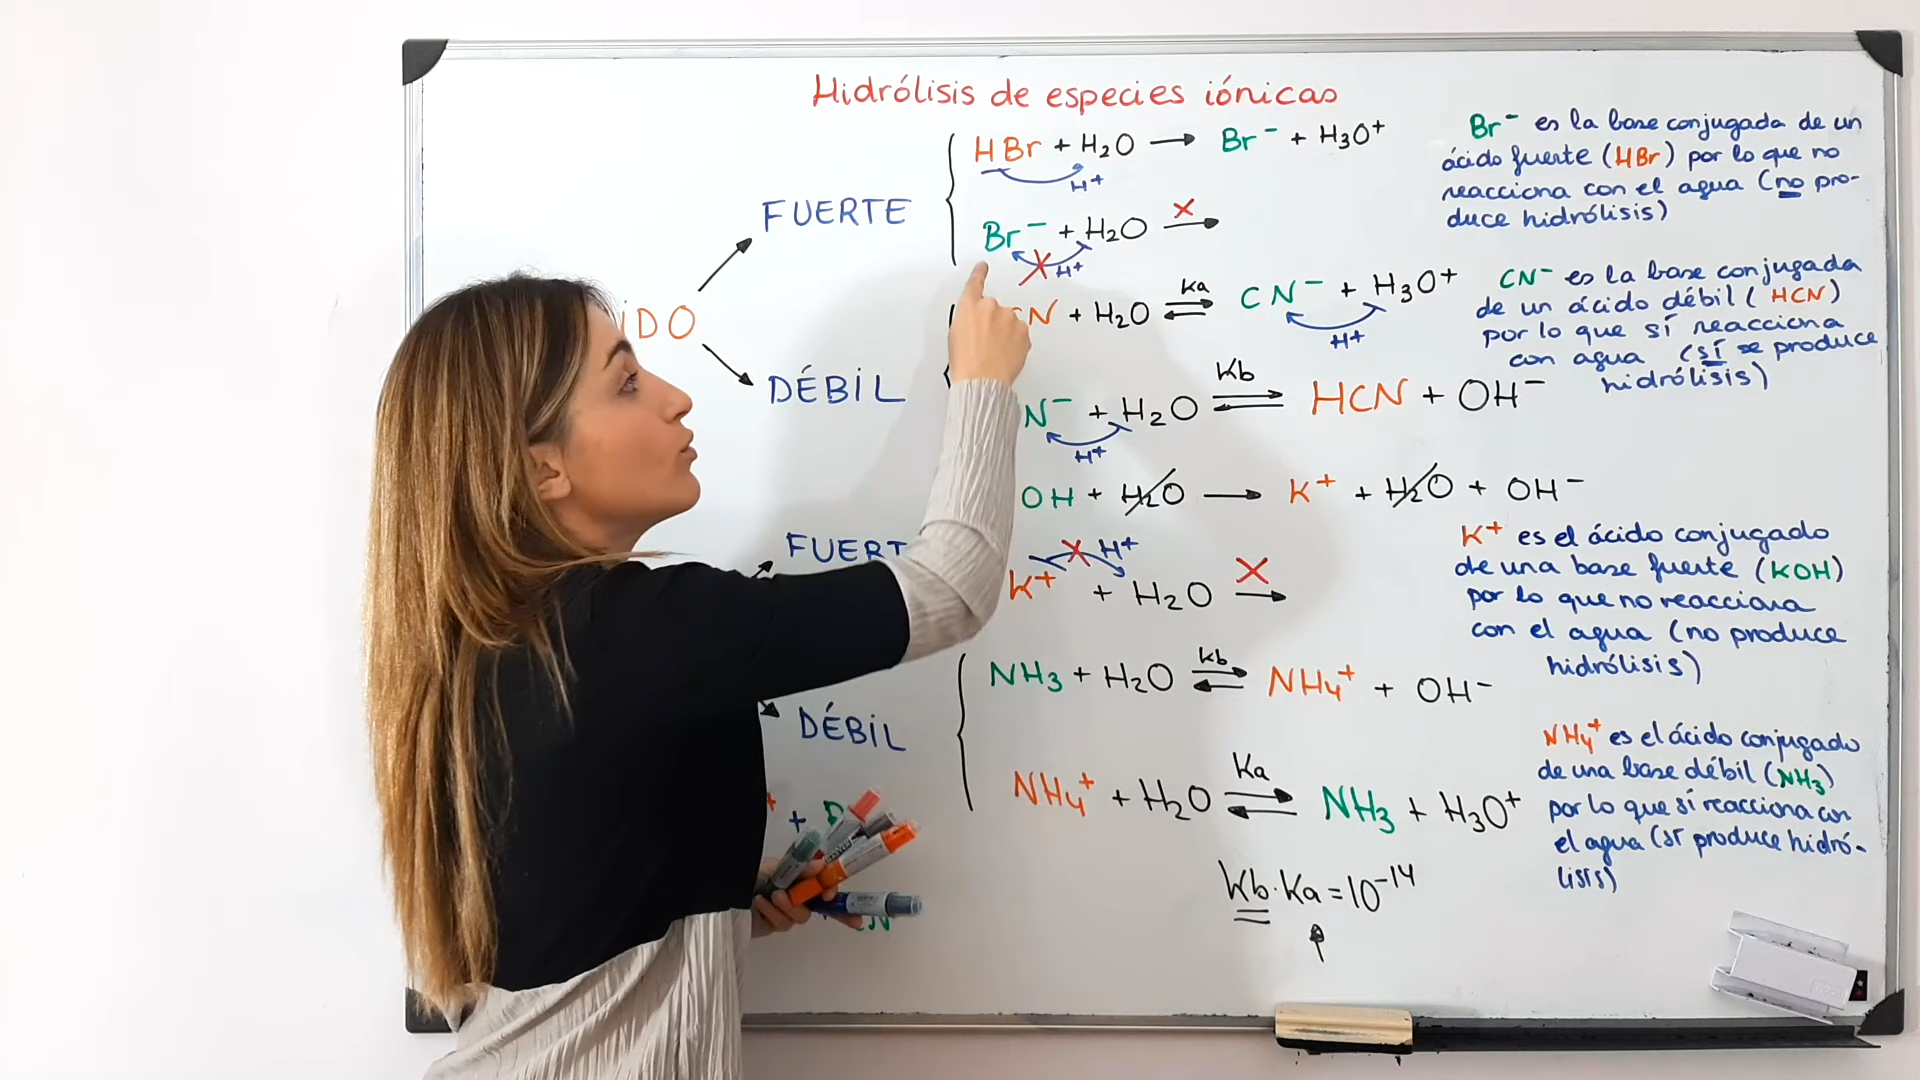 Hidrólisis de especies iónicas
FUERTE
HBr + H2O → Br⁻ + H3O⁺
H⁺
Br⁻ + H2O → X
X H⁺
Br⁻ es la base conjugada de un
ácido fuerte (HBr) por lo que no
reacciona con el agua (no pro-
duce hidrólisis)
IDO
DÉBIL
CN + H2O ⇌ CN⁻ + H3O⁺
Ka
H⁺
N⁻ + H2O ⇌ HCN + OH⁻
Kb
H⁺
CN⁻ es la base conjugada
de un ácido débil (HCN)
por lo que sí reacciona
con agua (sí se produce
hidrólisis)
FUERT
OH + H2O → K⁺ + H2O + OH⁻
X H⁺
K⁺ + H2O → X
K⁺ es el ácido conjugado
de una base fuerte (KOH)
por lo que no reacciona
con el agua (no produce
hidrólisis)
DÉBIL
NH3 + H2O ⇌ NH4⁺ + OH⁻
Kb
NH4⁺ + H2O ⇌ NH3 + H3O⁺
Ka
NH4⁺ es el ácido conjugado
de una base débil (NH3)
por lo que sí reacciona con
el agua (sí produce hidró-
lisis)
Kb·Ka = 10⁻¹⁴
+
N